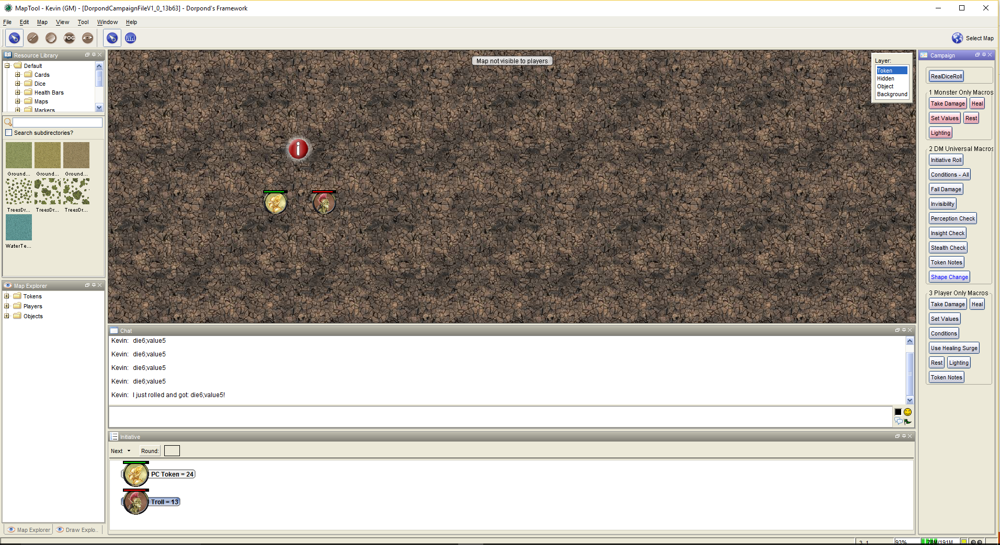 MapTool - Kevin (GM) - [DorpondCampaignFileV1_0_13b63] - Dorpond's Framework
File Edit Map View Tool Window Help
FOG
Select Map
Resource Library
Default
Cards
Dice
Health Bars
Maps
Markers
Search subdirectories?
Ground... Ground... Ground...
TreesDr... TreesDr... TreesDr...
WaterTe...
Map Explorer
Tokens
Players
Objects
Map Explorer Draw Explo..
Map not visible to players
i
Layer:
Token
Hidden
Object
Background
Chat
Kevin: die6;value5
Kevin: die6;value5
Kevin: die6;value5
Kevin: die6;value5
Kevin: I just rolled and got: die6;value5!
Initiative
Next Round:
PC Token = 24
Troll = 13
Campaign
RealDiceRoll
1 Monster Only Macros
Take Damage Heal
Set Values Rest
Lighting
2 DM Universal Macros
Initiative Roll
Conditions - All
Fall Damage
Invisibility
Perception Check
Insight Check
Stealth Check
Token Notes
Shape Change
3 Player Only Macros
Take Damage Heal
Set Values
Conditions
Use Healing Surge
Rest Lighting
Token Notes
3, 1 93% 78M/191M